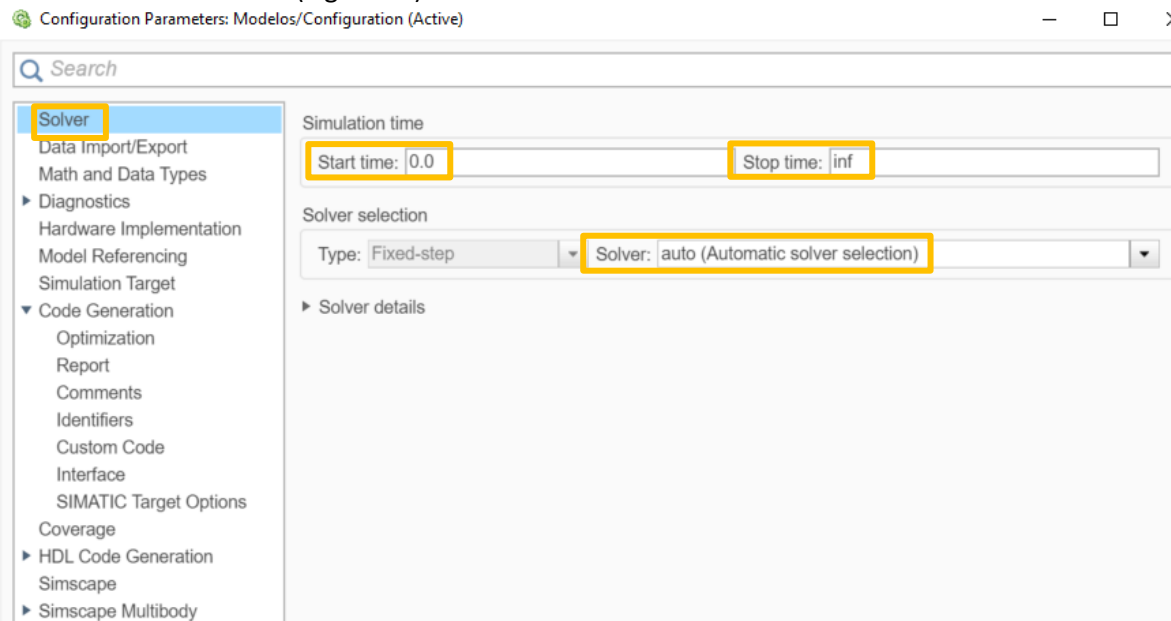 Configuration Parameters: Modelos/Configuration (Active)
Search
Solver
Data Import/Export
Math and Data Types
Diagnostics
Hardware Implementation
Model Referencing
Simulation Target
Code Generation
Optimization
Report
Comments
Identifiers
Custom Code
Interface
SIMATIC Target Options
Coverage
HDL Code Generation
Simscape
Simscape Multibody
Simulation time
Start time: 0.0 Stop time: inf
Solver selection
Type: Fixed-step Solver: auto (Automatic solver selection)
Solver details